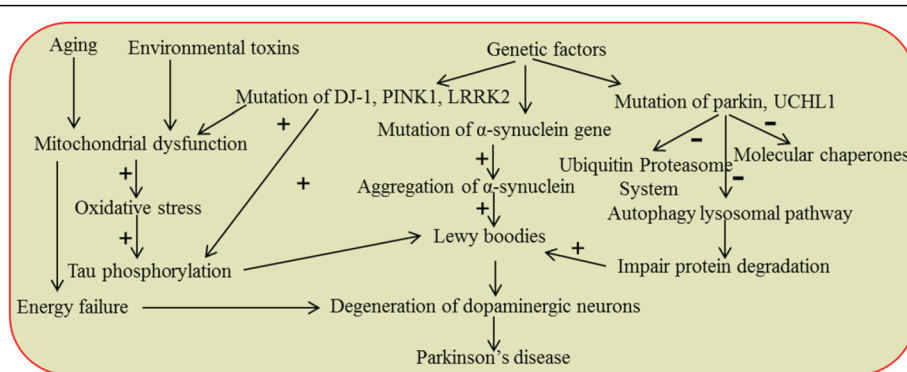 Aging
Environmental toxins
Genetic factors
Mutation of DJ-1, PINK1, LRRK2
Mutation of parkin, UCHL1
+
Mutation of α-synuclein gene
-
-
Mitochondrial dysfunction
+
Ubiquitin Proteasome
System
Molecular chaperones
+
+
Aggregation of α-synuclein
-
Oxidative stress
+
Autophagy lysosomal pathway
+
Lewy boodies
+
Tau phosphorylation
Impair protein degradation
Energy failure
Degeneration of dopaminergic neurons
Parkinson's disease